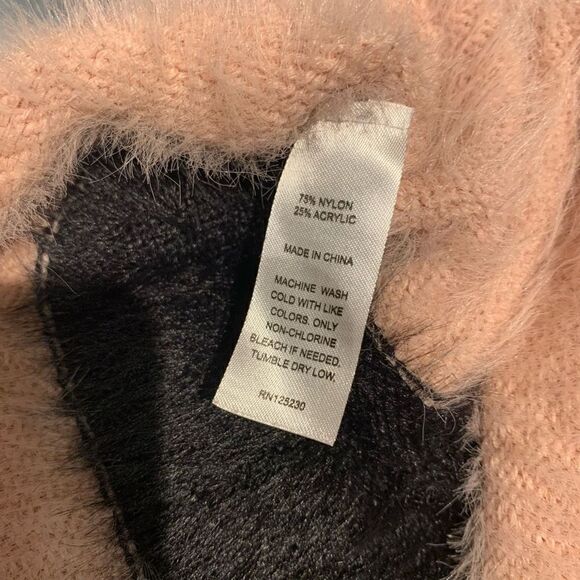 75% NYLON
25% ACRYLIC
MADE IN CHINA
MACHINE WASH
COLD WITH LIKE
COLORS. ONLY
NON-CHLORINE
BLEACH IF NEEDED.
TUMBLE DRY LOW.
RN125230